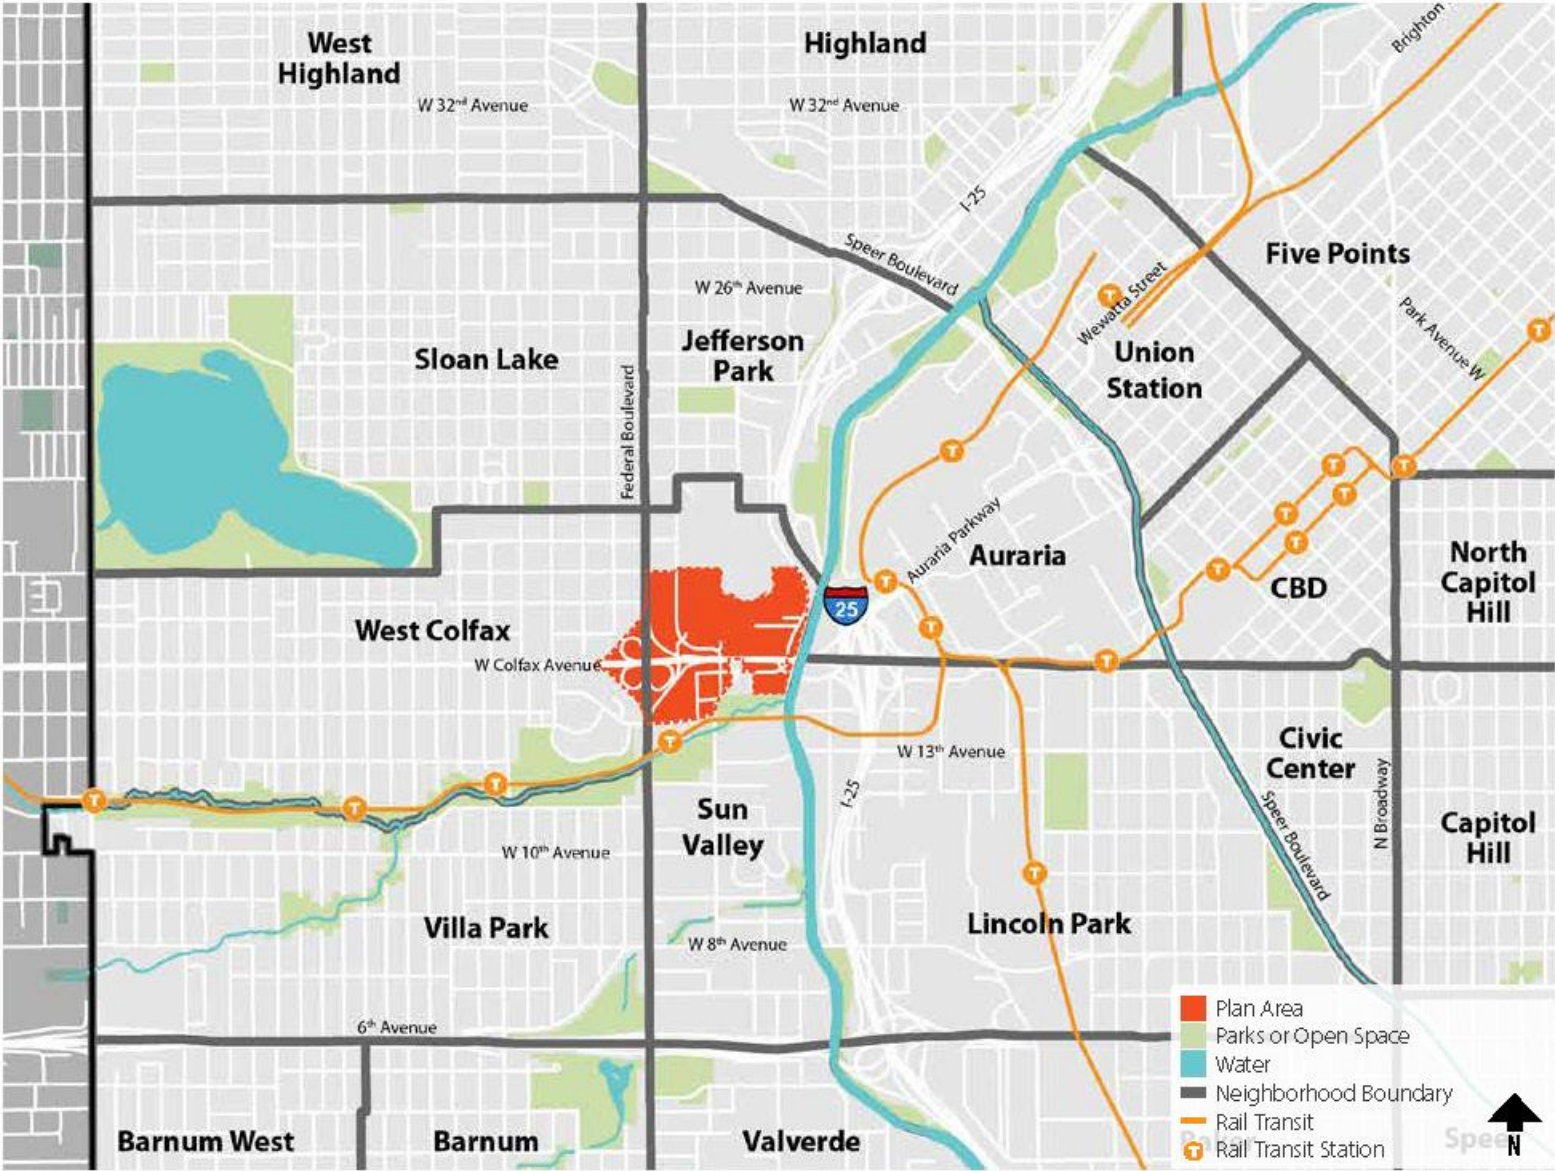 West
Highland
Highland
Brighton
W 32nd Avenue
W 32nd Avenue
I-25
Speer Boulevard
Five Points
W 26th Avenue
Wewatta Street
Park Avenue W
Jefferson
Park
Sloan Lake
Union
Station
Federal Boulevard
T
T
T
T
T
T
T
T
T
Auraria Parkway
Auraria
North
Capitol
Hill
T
T
CBD
25
T
West Colfax
W Colfax Avenue
T
T
W 13th Avenue
Civic
Center
I-25
T
T
T
Sun
Valley
N Broadway
Speer Boulevard
Capitol
Hill
W 10th Avenue
T
Villa Park
Lincoln Park
W 8th Avenue
6th Avenue
Plan Area
Parks or Open Space
Water
Neighborhood Boundary
Rail Transit
T Rail Transit Station
N
Barnum West
Barnum
Valverde